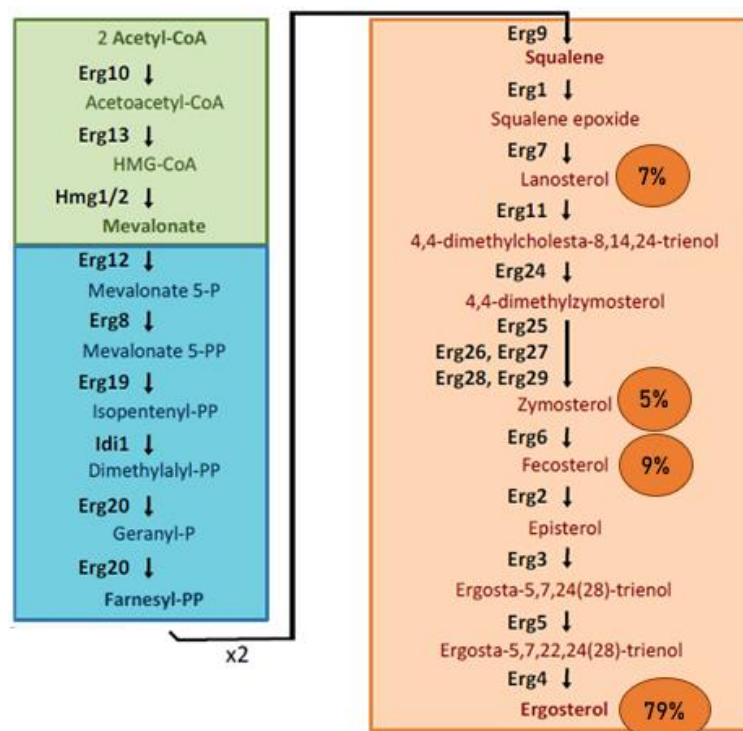 2 Acetyl-CoA
Erg10
Acetoacetyl-CoA
Erg13
HMG-CoA
Hmg1/2
Mevalonate
Erg12
Mevalonate 5-P
Erg8
Mevalonate 5-PP
Erg19
Isopentenyl-PP
Idi1
Dimethylalyl-PP
Erg20
Geranyl-P
Erg20
Farnesyl-PP
x2
Erg9
Squalene
Erg1
Squalene epoxide
Erg7
Lanosterol 7%
Erg11
4,4-dimethylcholesta-8,14,24-trienol
Erg24
4,4-dimethylzymosterol
Erg25
Erg26, Erg27
Erg28, Erg29
Zymosterol 5%
Erg6
Fecosterol 9%
Erg2
Episterol
Erg3
Ergosta-5,7,24(28)-trienol
Erg5
Ergosta-5,7,22,24(28)-trienol
Erg4
Ergosterol 79%